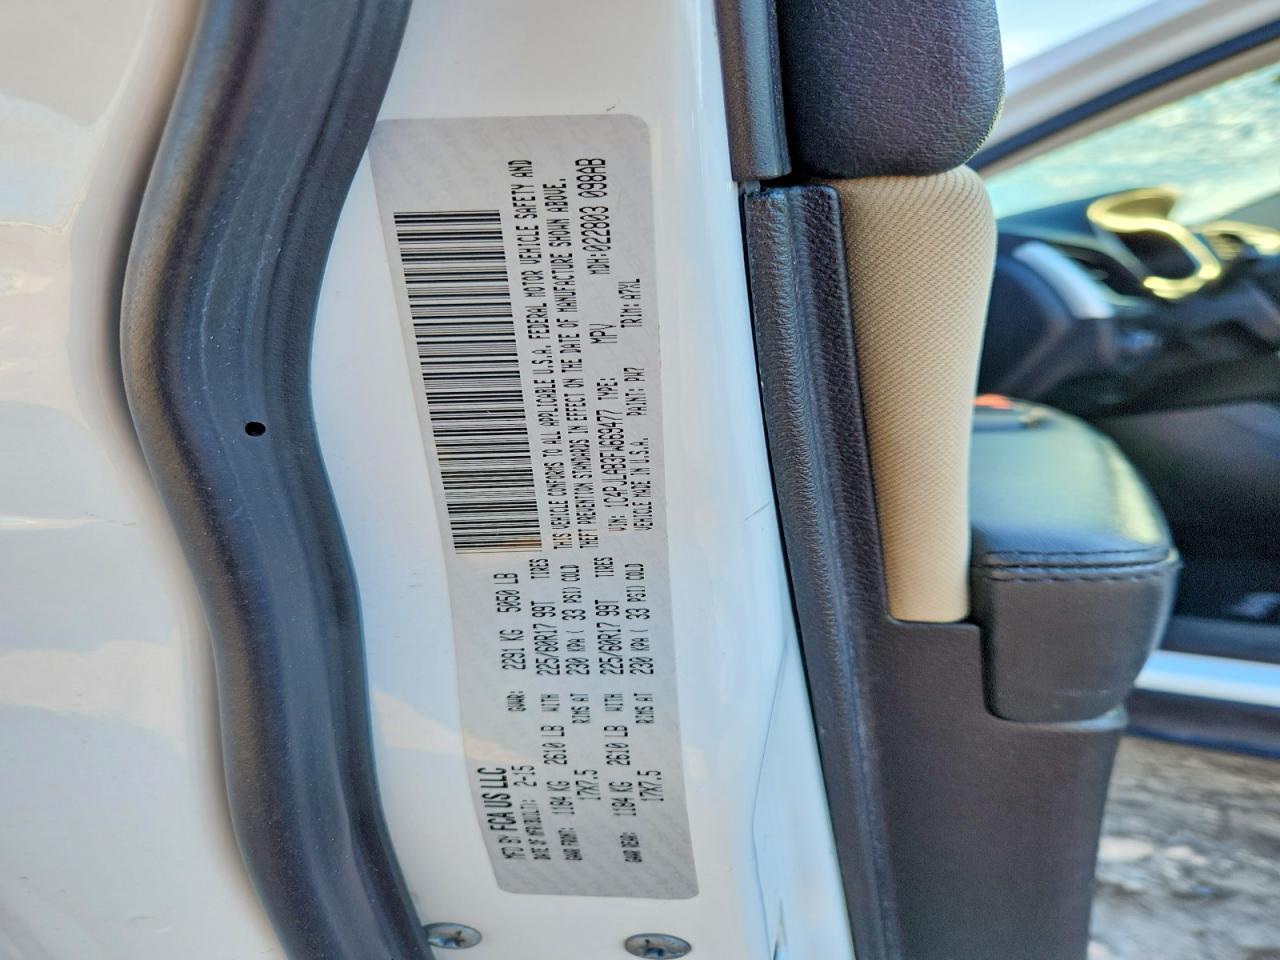 MFD BY FCA US LLC
DATE OF MFR(BUILT): 2-15 GVWR: 2291 KG 5050 LB
GAWR FRONT: 1184 KG 2610 LB WITH 225/60R17 99T TIRES
17X7.5 RIMS AT 230 KPA( 33 PSI) COLD
GAWR REAR: 1184 KG 2610 LB WITH 225/60R17 99T TIRES
17X7.5 RIMS AT 230 KPA( 33 PSI) COLD
THIS VEHICLE CONFORMS TO ALL APPLICABLE U.S.A. FEDERAL MOTOR VEHICLE SAFETY AND
THEFT PREVENTION STANDARDS IN EFFECT ON THE DATE OF MANUFACTURE SHOWN ABOVE.
VIN: 1C4PJLAB3FW669477 TYPE: MPV MDH:022803 098AB
VEHICLE MADE IN U.S.A. PAINT: PW7 TRIM: A7XL